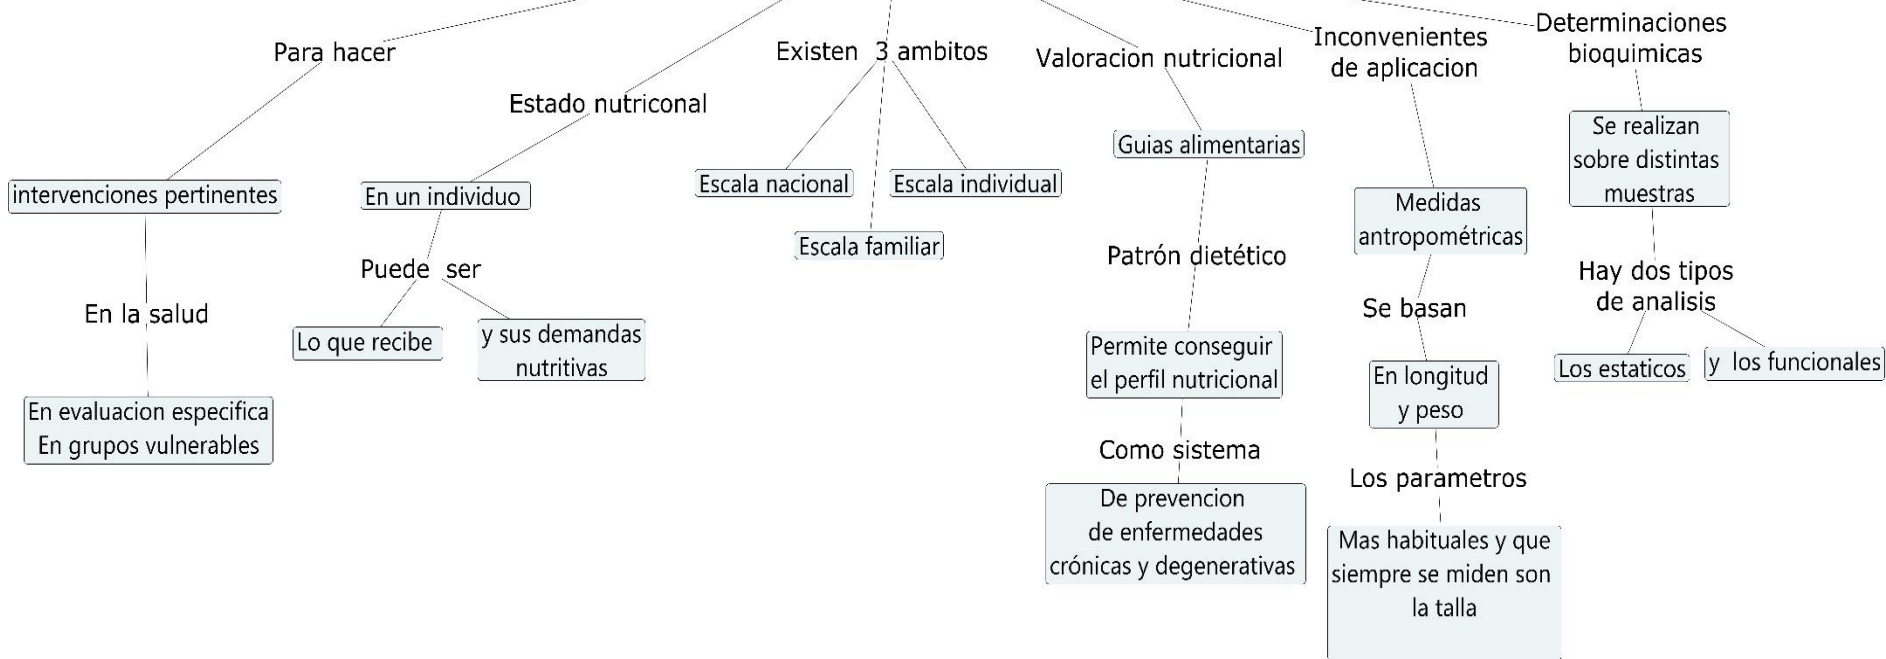 Para hacer
intervenciones pertinentes
En la salud
En evaluacion especifica
En grupos vulnerables
Estado nutriconal
En un individuo
Puede ser
Lo que recibe
y sus demandas
nutritivas
Existen 3 ambitos
Escala nacional
Escala familiar
Escala individual
Valoracion nutricional
Guias alimentarias
Patrón dietético
Permite conseguir
el perfil nutricional
Como sistema
De prevencion
de enfermedades
crónicas y degenerativas
Inconvenientes
de aplicacion
Medidas
antropométricas
Se basan
En longitud
y peso
Los parametros
Mas habituales y que
siempre se miden son
la talla
Determinaciones
bioquimicas
Se realizan
sobre distintas
muestras
Hay dos tipos
de analisis
Los estaticos
y los funcionales